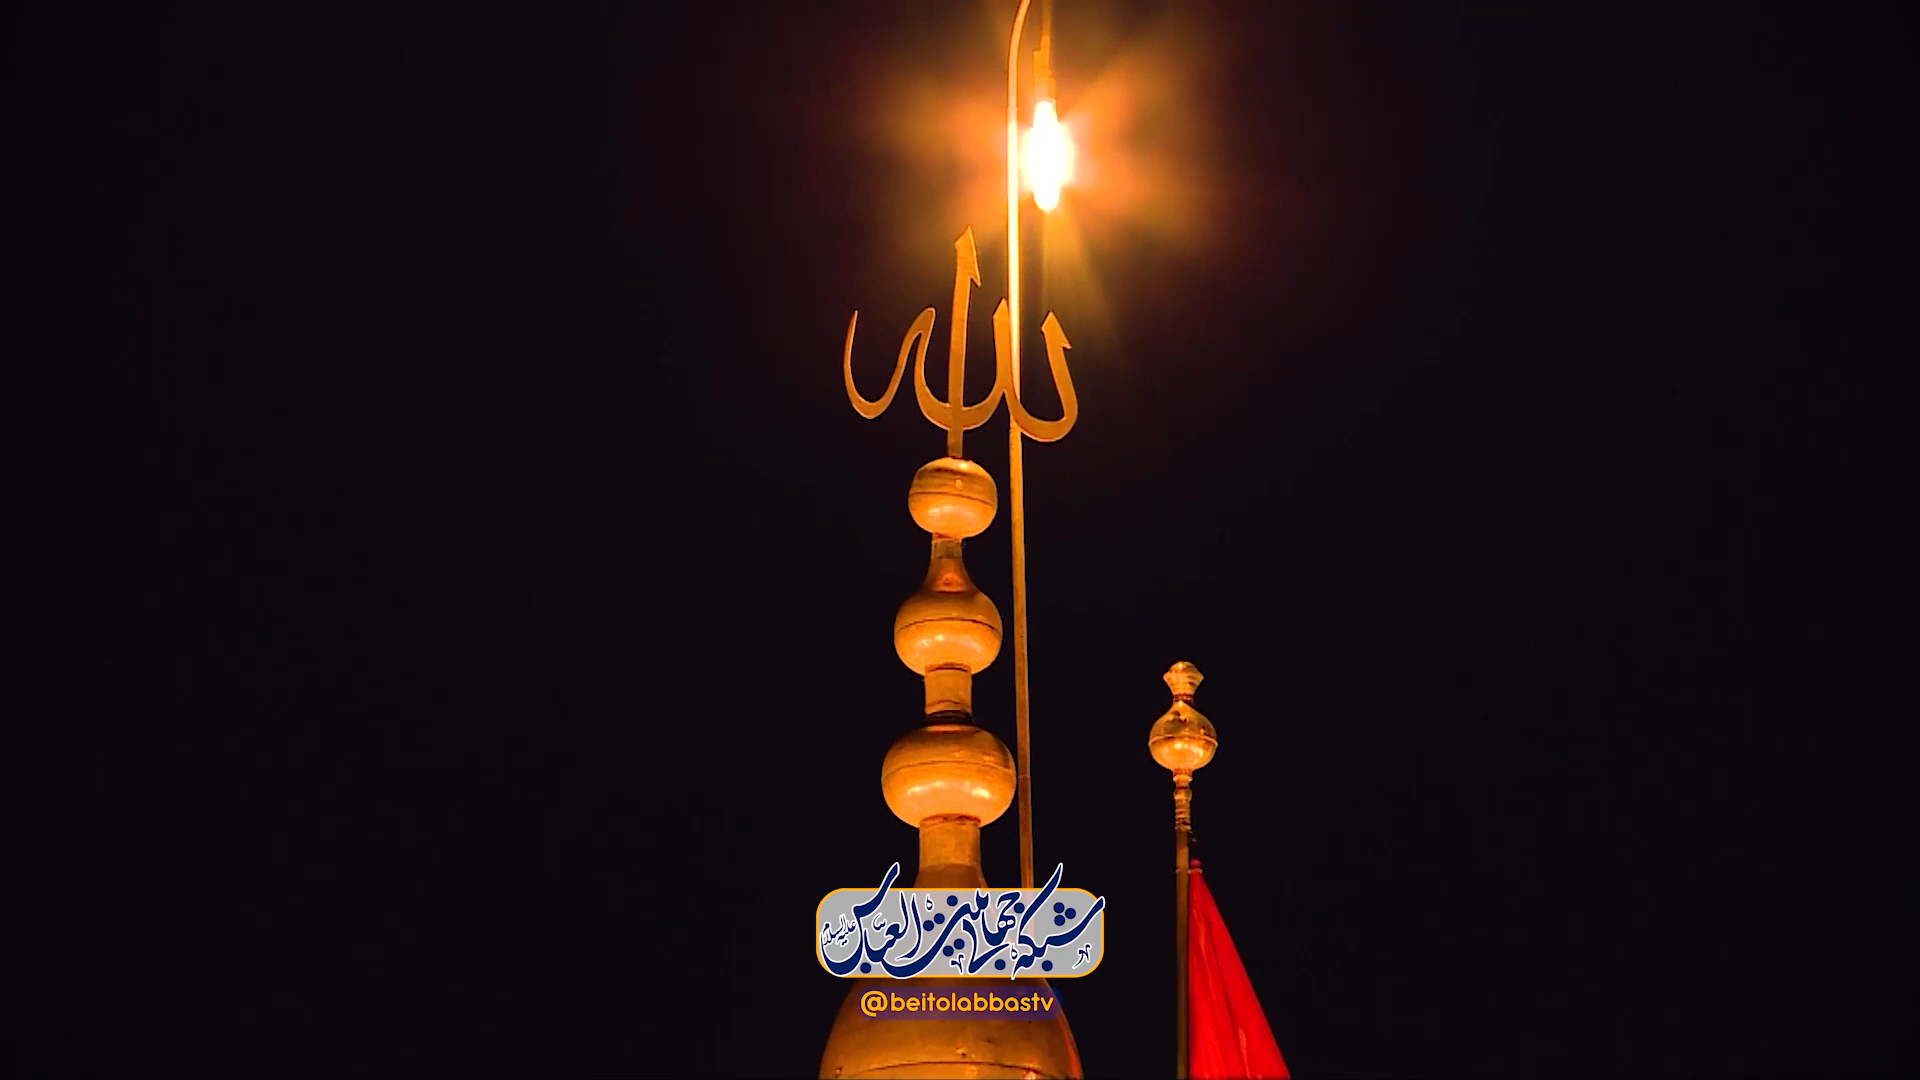 الله
شبکه جهانی بیت العباس علیه السلام
@beitolabbastv